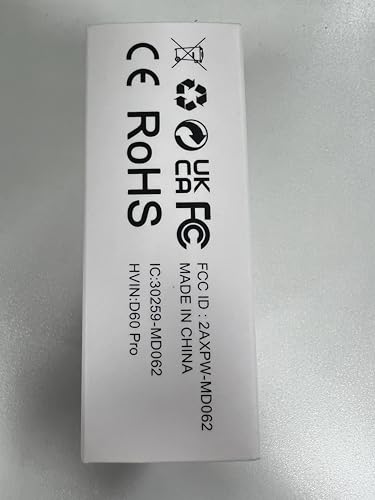 CE RoHS
UK
CA
FC
FCC ID : 2AXPW-MD062
MADE IN CHINA
IC:30259-MD062
HVIN:D60 Pro